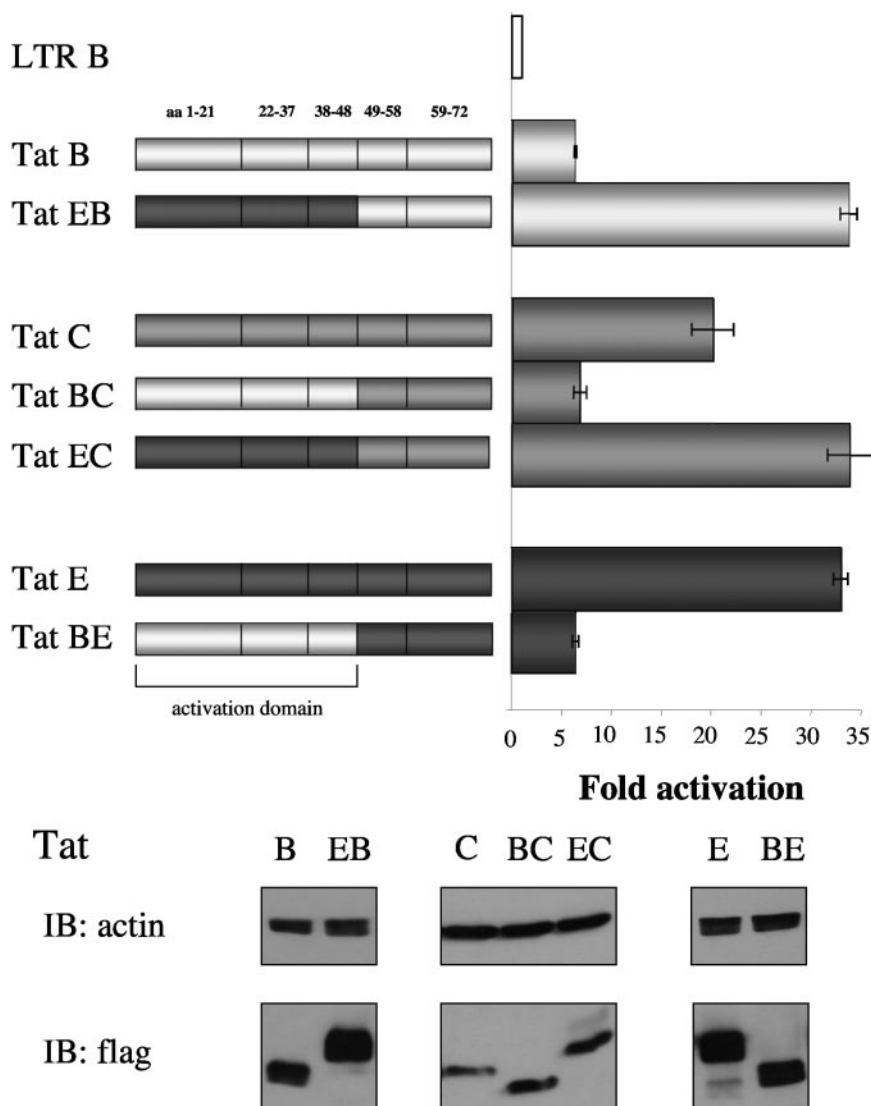 LTR B
aa 1-21 22-37 38-48 49-58 59-72
Tat B
Tat EB
Tat C
Tat BC
Tat EC
Tat E
Tat BE
activation domain
0 5 10 15 20 25 30 35
Fold activation
Tat B EB C BC EC E BE
IB: actin
IB: flag